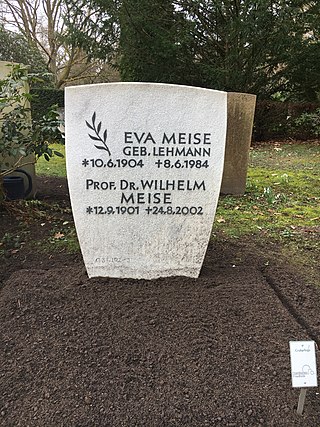 EVA MEISE
GEB. LEHMANN
*10.6.1904 +8.6.1984
PROF. DR. WILHELM
MEISE
*12.9.1901 +24.8.2002